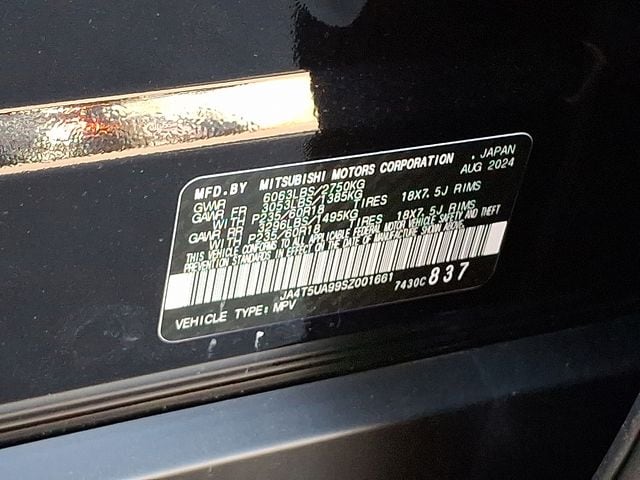 MFD.BY MITSUBISHI MOTORS CORPORATION , JAPAN
GVWR 6063LBS/2750KG AUG 2024
GAWR FR 3053LBS/1385KG
WITH P235/60R18 TIRES 18X7.5J RIMS
GAWR RR 3296LBS/1495KG
WITH P235/60R18 TIRES 18X7.5J RIMS
THIS VEHICLE CONFORMS TO ALL APPLICABLE FEDERAL MOTOR VEHICLE SAFETY AND THEFT
PREVENTION STANDARDS IN EFFECT ON THE DATE OF MANUFACTURE SHOWN ABOVE.
JA4T5UA99SZ001661 7430C 837
VEHICLE TYPE: MPV